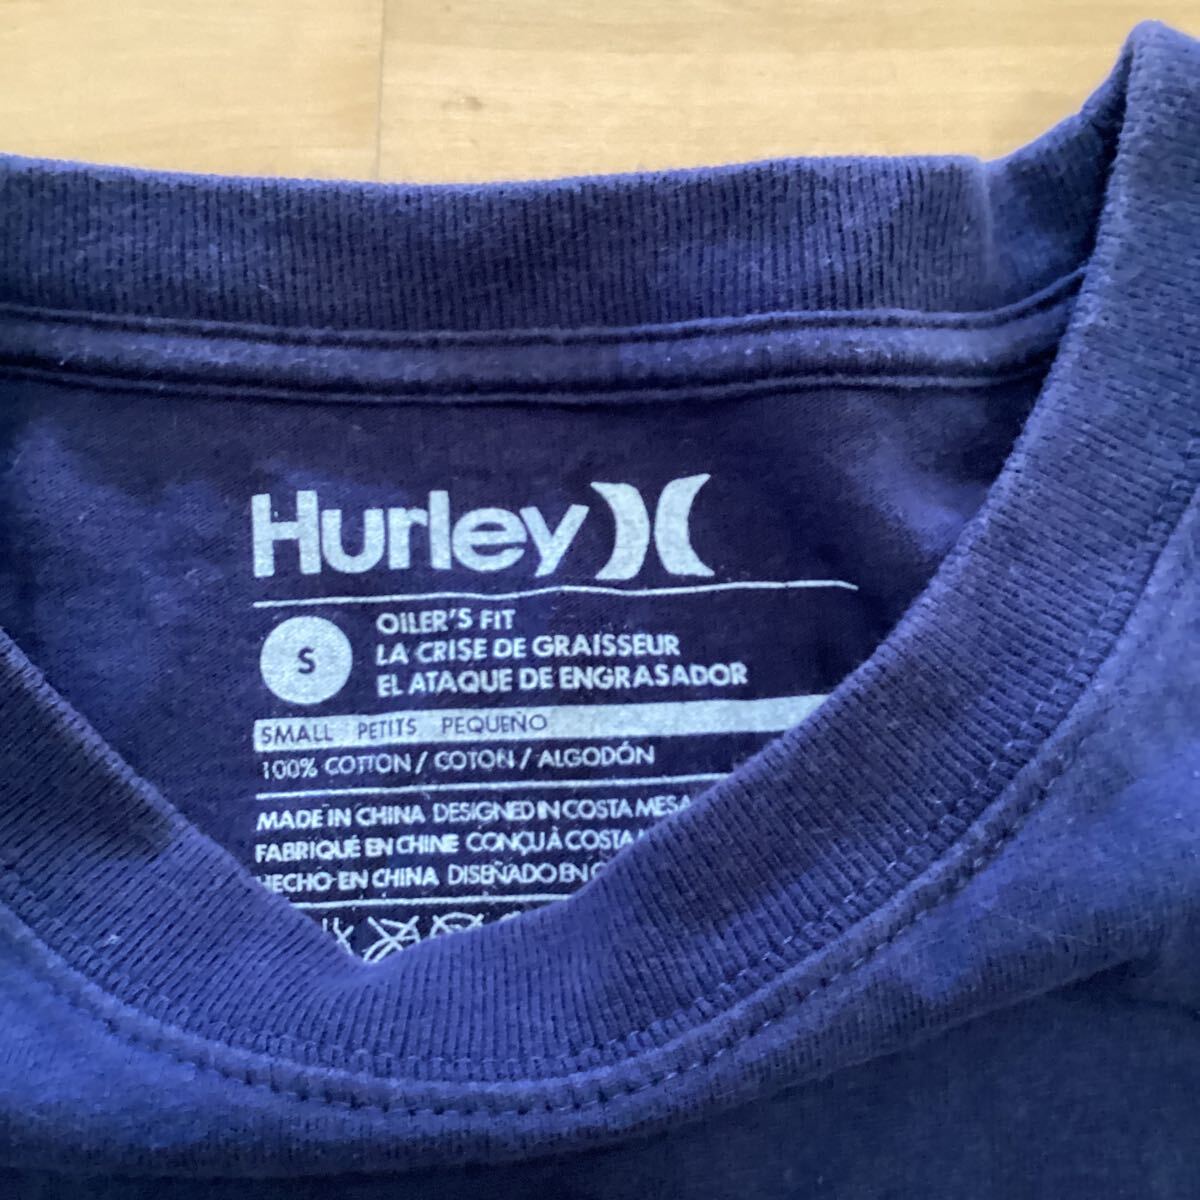 Hurley
S
OILER'S FIT
LA CRISE DE GRAISSEUR
EL ATAQUE DE ENGRASADOR
SMALL PETITS PEQUEÑO
100% COTTON / COTON / ALGODÓN
MADE IN CHINA DESIGNED IN COSTA MESA
FABRIQUÉ EN CHINE CONÇU À COSTA
HECHO EN CHINA DISEÑADO EN